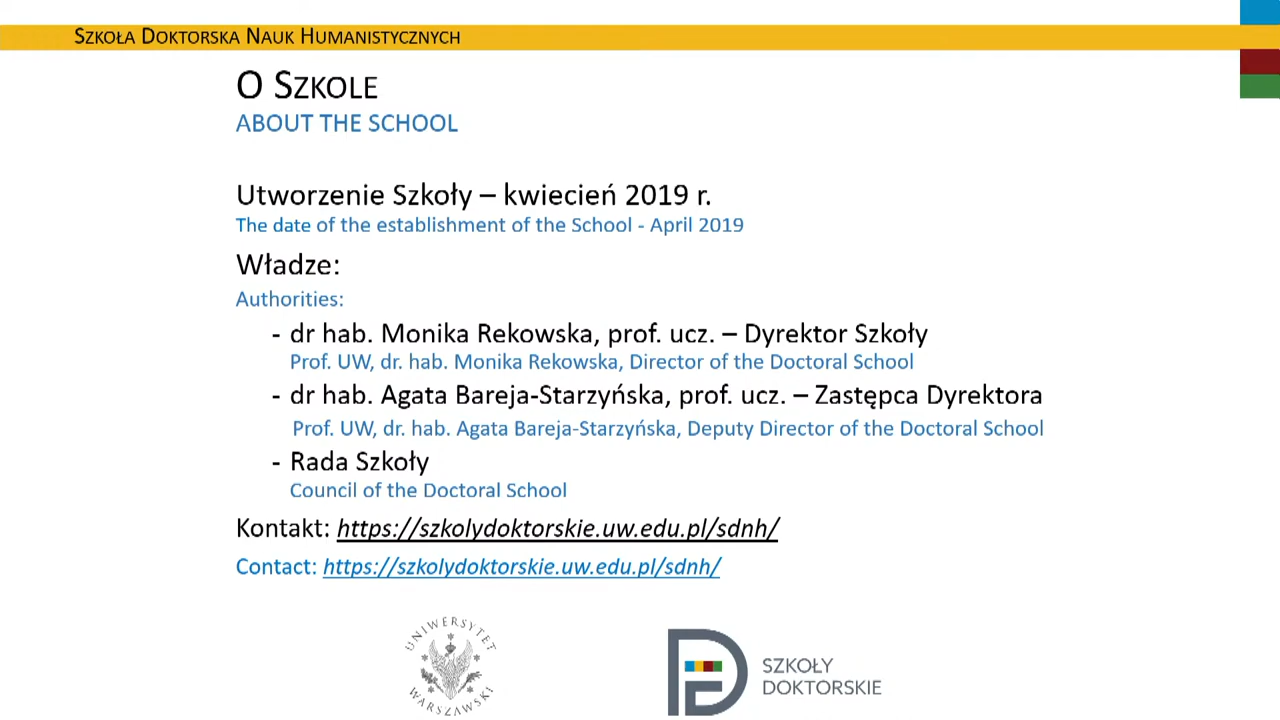 Szkoła Doktorska Nauk Humanistycznych
O Szkole
ABOUT THE SCHOOL
Utworzenie Szkoły – kwiecień 2019 r.
The date of the establishment of the School - April 2019
Władze:
Authorities:
- dr hab. Monika Rekowska, prof. ucz. – Dyrektor Szkoły
Prof. UW, dr. hab. Monika Rekowska, Director of the Doctoral School
- dr hab. Agata Bareja-Starzyńska, prof. ucz. – Zastępca Dyrektora
Prof. UW, dr. hab. Agata Bareja-Starzyńska, Deputy Director of the Doctoral School
- Rada Szkoły
Council of the Doctoral School
Kontakt: https://szkolydoktorskie.uw.edu.pl/sdnh/
Contact: https://szkolydoktorskie.uw.edu.pl/sdnh/
UNIWERSYTET
WARSZAWSKI
SZKOŁY
DOKTORSKIE